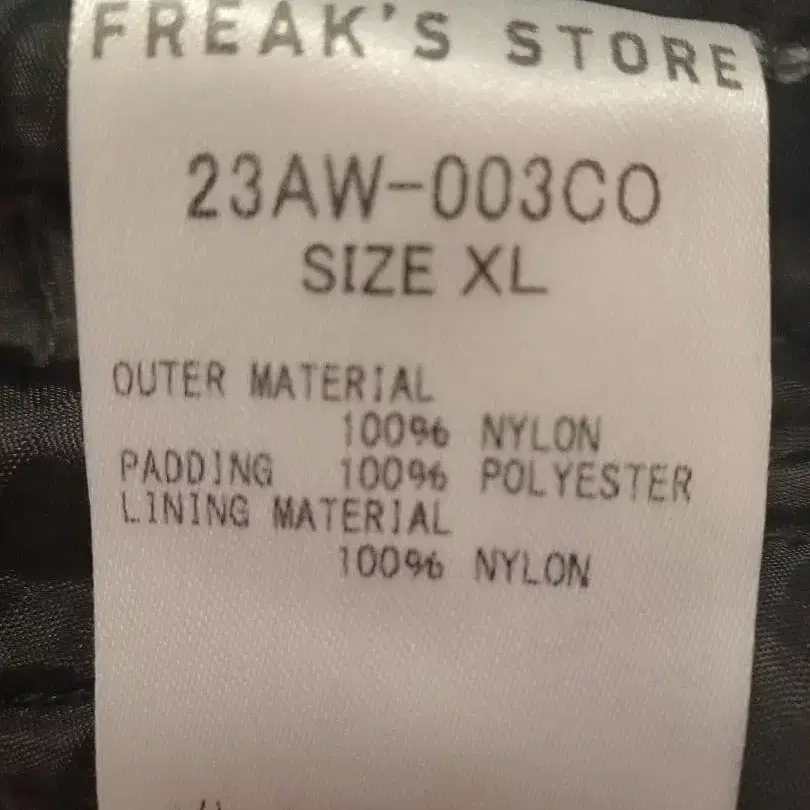 FREAK'S STORE
23AW-003CO
SIZE XL
OUTER MATERIAL
100% NYLON
PADDING 100% POLYESTER
LINING MATERIAL
100% NYLON